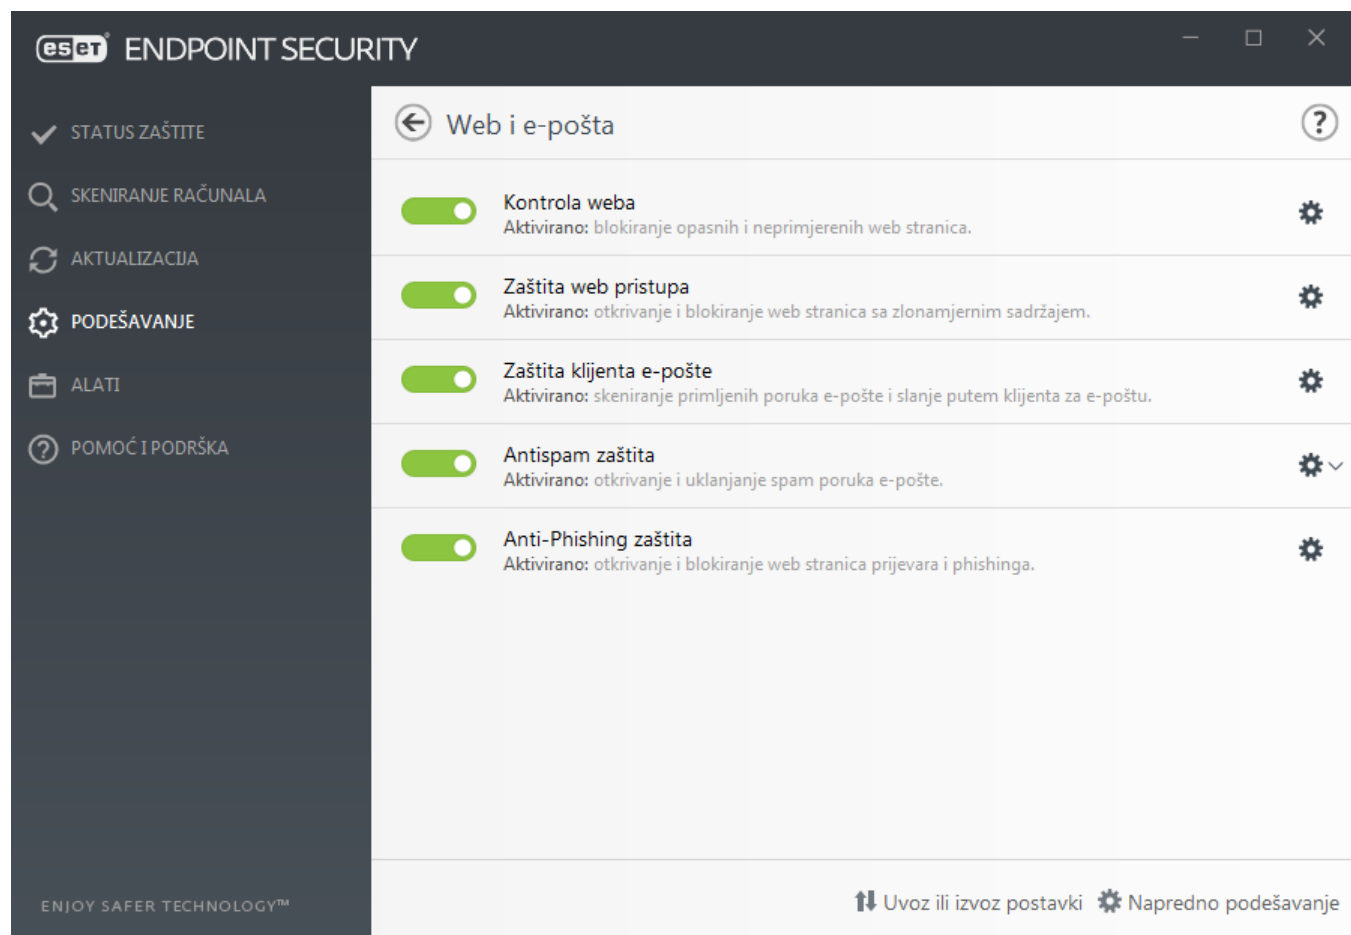 eset ENDPOINT SECURITY
STATUS ZAŠTITE
SKENIRANJE RAČUNALA
AKTUALIZACIJA
PODEŠAVANJE
ALATI
POMOĆ I PODRŠKA
ENJOY SAFER TECHNOLOGY™
Web i e-pošta
Kontrola weba
Aktivirano: blokiranje opasnih i neprimjerenih web stranica.
Zaštita web pristupa
Aktivirano: otkrivanje i blokiranje web stranica sa zlonamjernim sadržajem.
Zaštita klijenta e-pošte
Aktivirano: skeniranje primljenih poruka e-pošte i slanje putem klijenta za e-poštu.
Antispam zaštita
Aktivirano: otkrivanje i uklanjanje spam poruka e-pošte.
Anti-Phishing zaštita
Aktivirano: otkrivanje i blokiranje web stranica prijevara i phishinga.
Uvoz ili izvoz postavki Napredno podešavanje